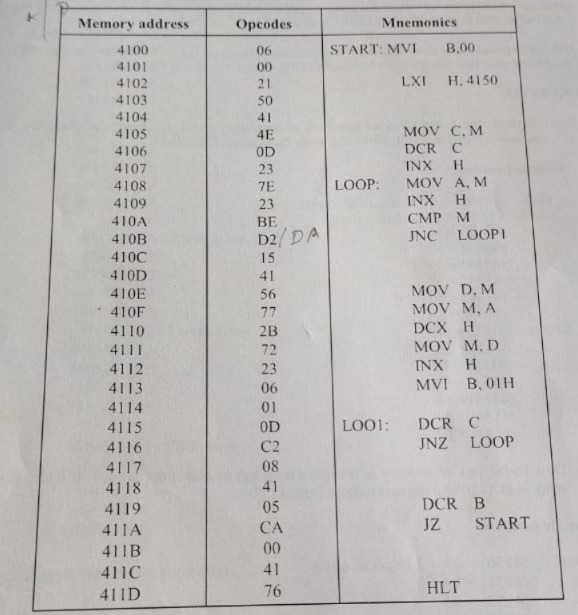 K/P
Memory address Opcodes Mnemonics
4100 06 START: MVI B,00
4101 00
4102 21 LXI H, 4150
4103 50
4104 41
4105 4E MOV C, M
4106 0D DCR C
4107 23 INX H
4108 7E LOOP: MOV A, M
4109 23 INX H
410A BE CMP M
410B D2/DA JNC LOOP1
410C 15
410D 41
410E 56 MOV D, M
410F 77 MOV M, A
4110 2B DCX H
4111 72 MOV M, D
4112 23 INX H
4113 06 MVI B, 01H
4114 01
4115 0D LOO1: DCR C
4116 C2 JNZ LOOP
4117 08
4118 41
4119 05 DCR B
411A CA JZ START
411B 00
411C 41
411D 76 HLT